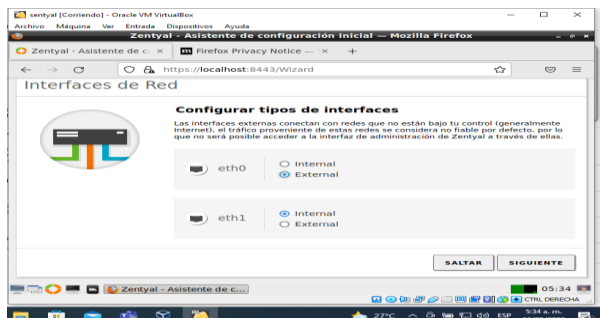 sentyal [Corriendo] - Oracle VM VirtualBox
Archivo Máquina Ver Entrada Dispositivos Ayuda
Zentyal - Asistente de configuración inicial — Mozilla Firefox
Zentyal - Asistente de co
Firefox Privacy Notice —
https://localhost:8443/Wizard
Interfaces de Red
Configurar tipos de interfaces
Las interfaces externas conectan con redes que no están bajo tu control (generalmente
Internet), el tráfico proveniente de estas redes se considera no fiable por defecto, por lo
que no será posible acceder a la interfaz de administración de Zentyal a través de ellas.
eth0
Internal
External
eth1
Internal
External
SALTAR
SIGUIENTE
Zentyal - Asistente de c...
05:34
CTRL DERECHA
27°C
ESP
5:34 a. m.